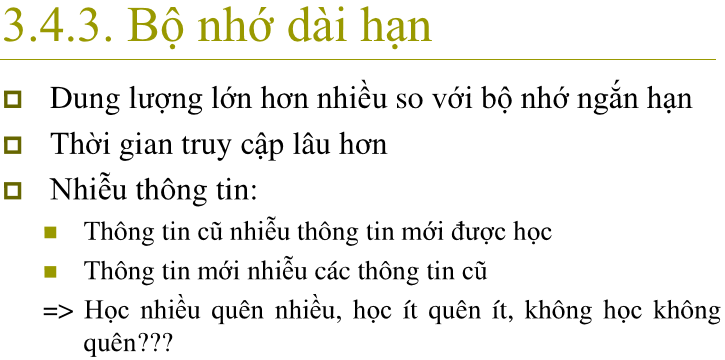 3.4.3. Bộ nhớ dài hạn
Dung lượng lớn hơn nhiều so với bộ nhớ ngắn hạn
Thời gian truy cập lâu hơn
Nhiễu thông tin:
Thông tin cũ nhiễu thông tin mới được học
Thông tin mới nhiễu các thông tin cũ
=> Học nhiều quên nhiều, học ít quên ít, không học không
quên???